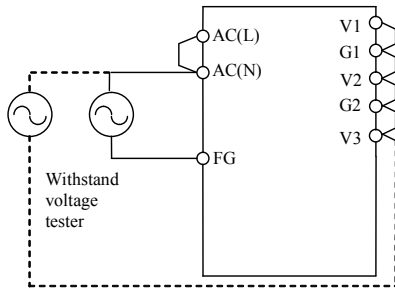 AC(L)
AC(N)
FG
V1
G1
V2
G2
V3
Withstand
voltage
tester